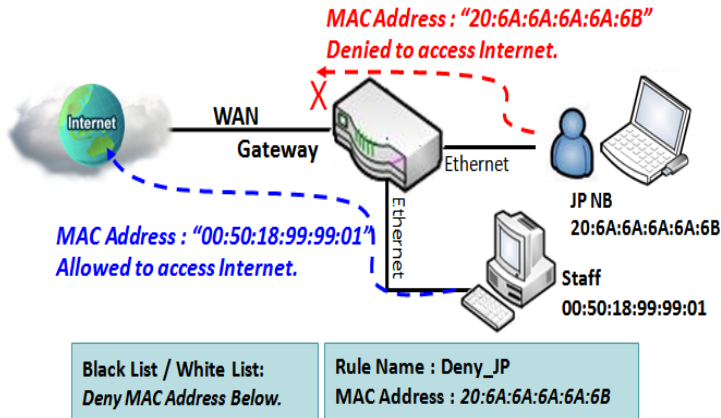 MAC Address : “20:6A:6A:6A:6A:6B”
Denied to access Internet.
Internet
WAN
Gateway
Ethernet
Ethernet
JP NB
20:6A:6A:6A:6A:6B
MAC Address : “00:50:18:99:99:01”
Allowed to access Internet.
Staff
00:50:18:99:99:01
Black List / White List:
Deny MAC Address Below.
Rule Name : Deny_JP
MAC Address : 20:6A:6A:6A:6A:6B